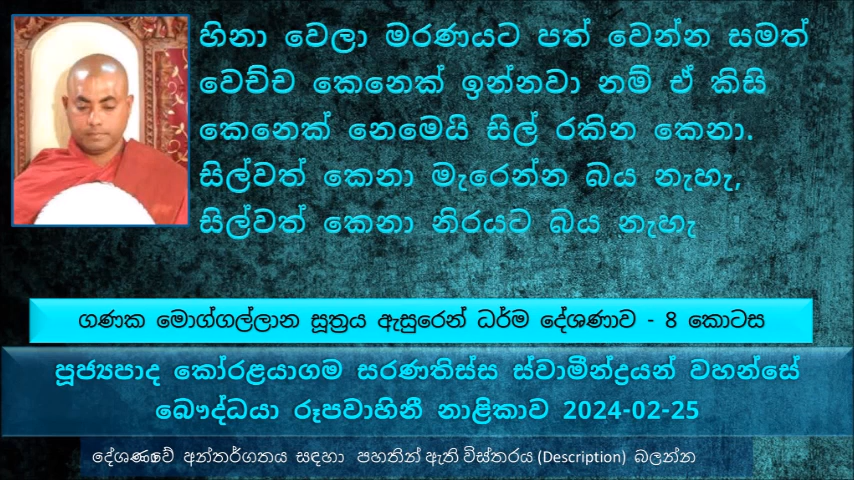 හිනා වෙලා මරණයට පත් වෙන්න සමත්
වෙච්ච කෙනෙක් ඉන්නවා නම් ඒ කිසි
කෙනෙක් නෙමෙයි සිල් රකින කෙනා.
සිල්වත් කෙනා මැරෙන්න බය නැහැ,
සිල්වත් කෙනා නිරයට බය නැහැ
ගණක මොග්ගල්ලාන සූත්‍රය ඇසුරෙන් ධර්ම දේශණාව - 8 කොටස
පූජ්‍යපාද කෝරළයාගම සරණතිස්ස ස්වාමීන්ද්‍රයන් වහන්සේ
බෞද්ධයා රූපවාහිනී නාළිකාව 2024-02-25
දේශණාවේ අන්තර්ගතය සඳහා පහතින් ඇති විස්තරය (Description) බලන්න